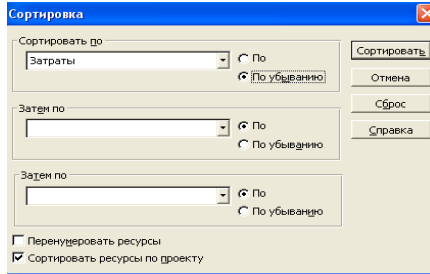 Сортировка
Сортировать по
Затраты
По
По убыванию
Сортировать
Отмена
Сброс
Справка
Затем по
По
По убыванию
Затем по
По
По убыванию
Перенумеровать ресурсы
Сортировать ресурсы по проекту